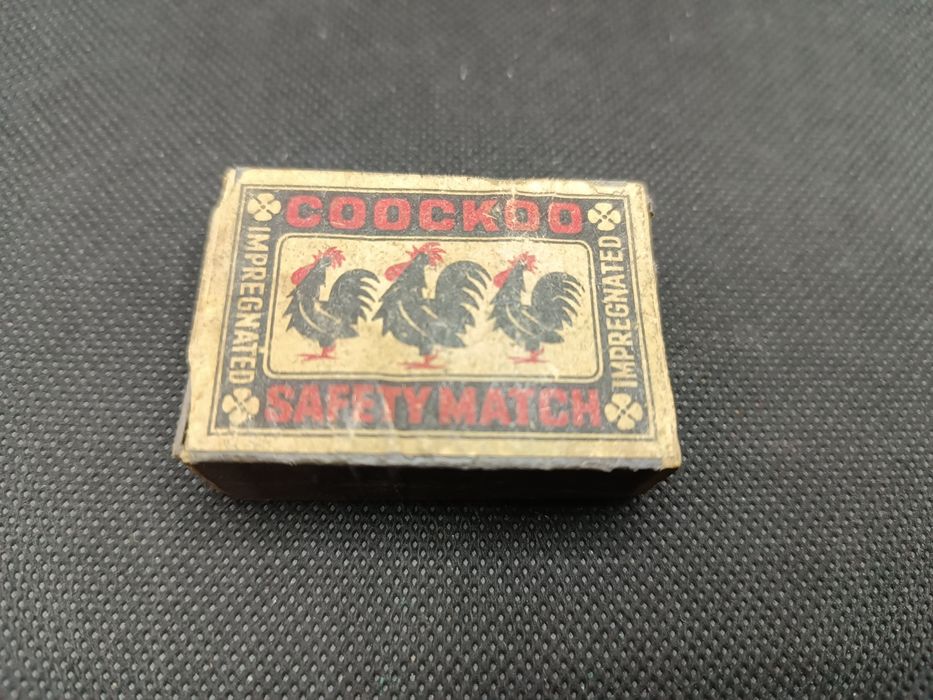 COOCKOO
IMPREGNATED
IMPREGNATED
SAFETY MATCH